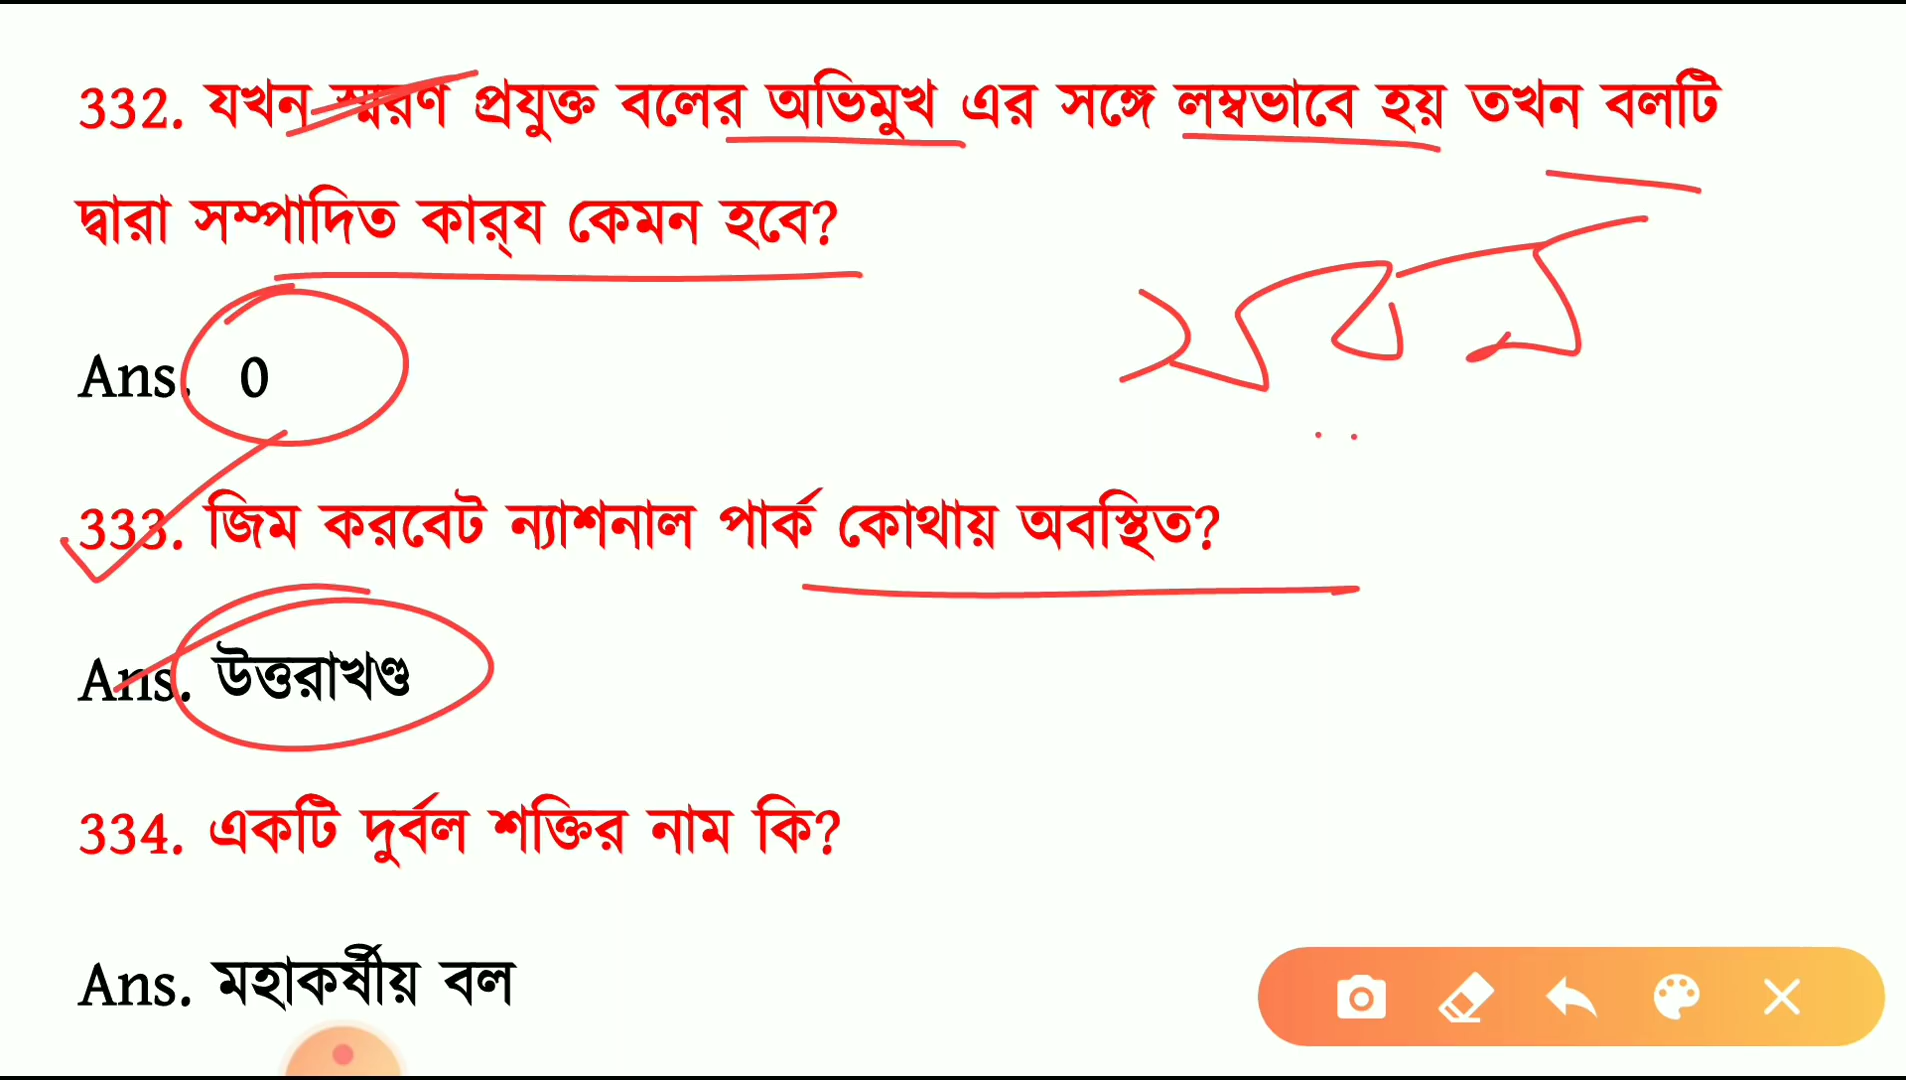 332. যখন স্মরণ প্রযুক্ত বলের অভিমুখ এর সঙ্গে লম্বভাবে হয় তখন বলটি
দ্বারা সম্পাদিত কার্য কেমন হবে?
Ans. 0
333. জিম করবেট ন্যাশনাল পার্ক কোথায় অবস্থিত?
Ans. উত্তরাখণ্ড
334. একটি দুর্বল শক্তির নাম কি?
Ans. মহাকর্ষীয় বল